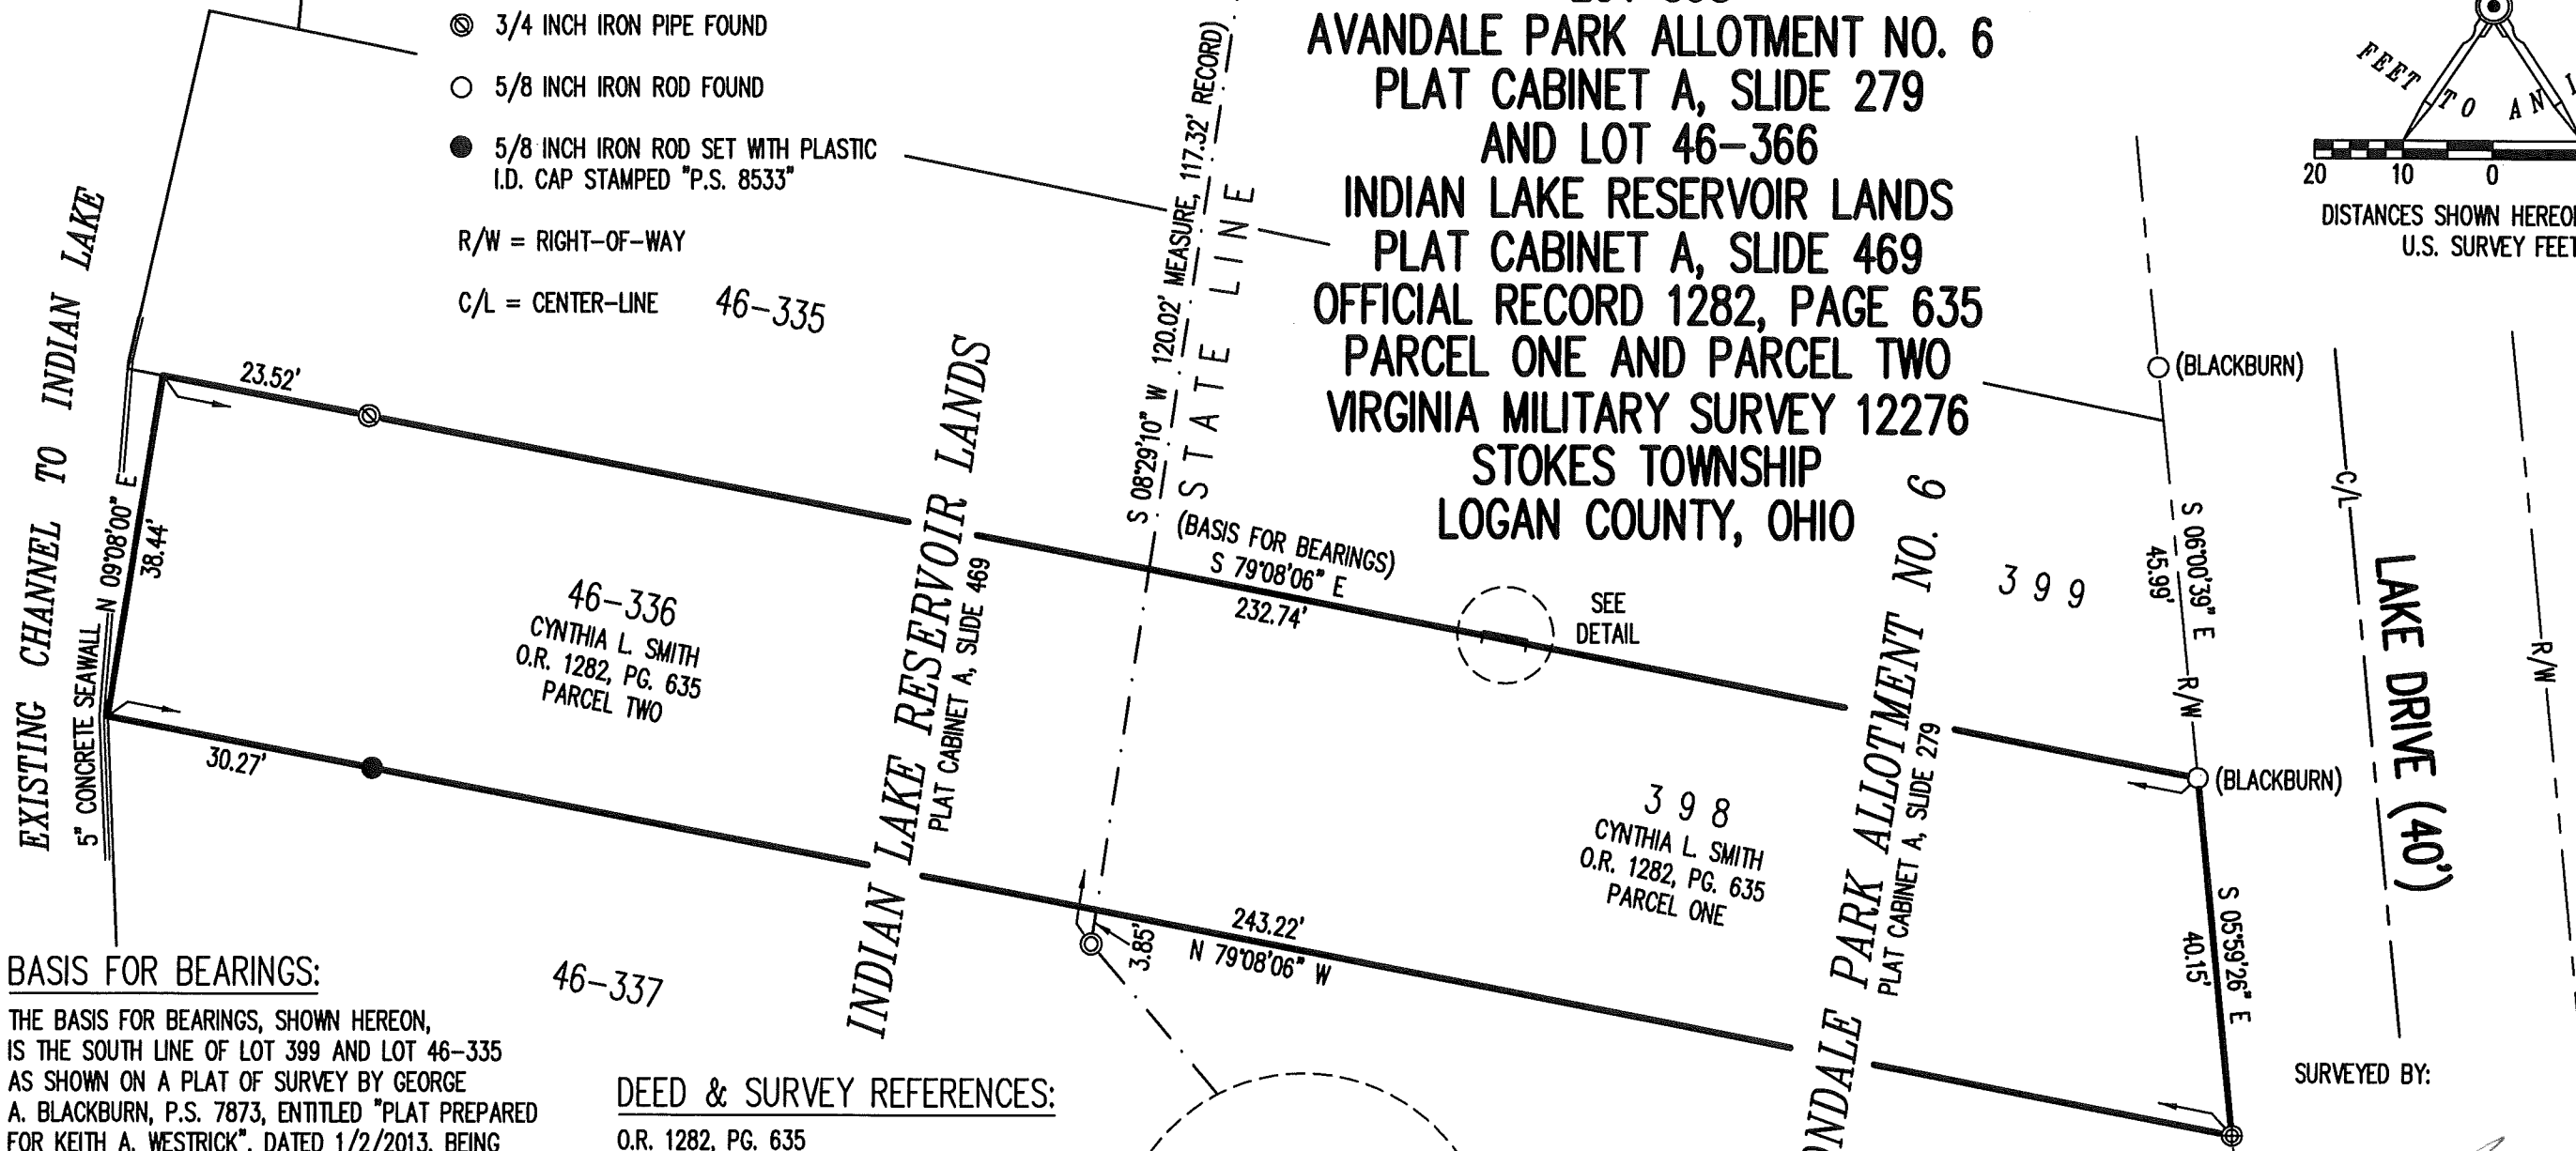 3/4 INCH IRON PIPE FOUND
5/8 INCH IRON ROD FOUND
5/8 INCH IRON ROD SET WITH PLASTIC
I.D. CAP STAMPED "P.S. 8533"
R/W = RIGHT-OF-WAY
C/L = CENTER-LINE
46-335
AVANDALE PARK ALLOTMENT NO. 6
PLAT CABINET A, SLIDE 279
AND LOT 46-366
INDIAN LAKE RESERVOIR LANDS
PLAT CABINET A, SLIDE 469
OFFICIAL RECORD 1282, PAGE 635
PARCEL ONE AND PARCEL TWO
VIRGINIA MILITARY SURVEY 12276
STOKES TOWNSHIP
LOGAN COUNTY, OHIO
FEET TO AN
20 10 0
DISTANCES SHOWN HEREON
U.S. SURVEY FEET
EXISTING CHANNEL TO INDIAN LAKE
5" CONCRETE SEAWALL
N 09°08'00" E
38.44'
23.52'
30.27'
46-336
CYNTHIA L. SMITH
O.R. 1282, PG. 635
PARCEL TWO
INDIAN LAKE RESERVOIR LANDS
PLAT CABINET A, SLIDE 469
S 08°29'10" W 120.02' MEASURE, 117.32' RECORD)
STATE LINE
(BASIS FOR BEARINGS)
S 79°08'06" E
232.74'
SEE
DETAIL
399
(BLACKBURN)
S 06°00'39" E
45.99'
R/W
C/L
LAKE DRIVE (40')
R/W
(BLACKBURN)
398
CYNTHIA L. SMITH
O.R. 1282, PG. 635
PARCEL ONE
ONDALE PARK ALLOTMENT NO. 6
PLAT CABINET A, SLIDE 279
S 05°59'26" E
40.15'
243.22'
N 79°08'06" W
3.85'
46-337
BASIS FOR BEARINGS:
THE BASIS FOR BEARINGS, SHOWN HEREON,
IS THE SOUTH LINE OF LOT 399 AND LOT 46-335
AS SHOWN ON A PLAT OF SURVEY BY GEORGE
A. BLACKBURN, P.S. 7873, ENTITLED "PLAT PREPARED
FOR KEITH A. WESTRICK", DATED 1/2/2013, BEING
DEED & SURVEY REFERENCES:
O.R. 1282, PG. 635
SURVEYED BY: